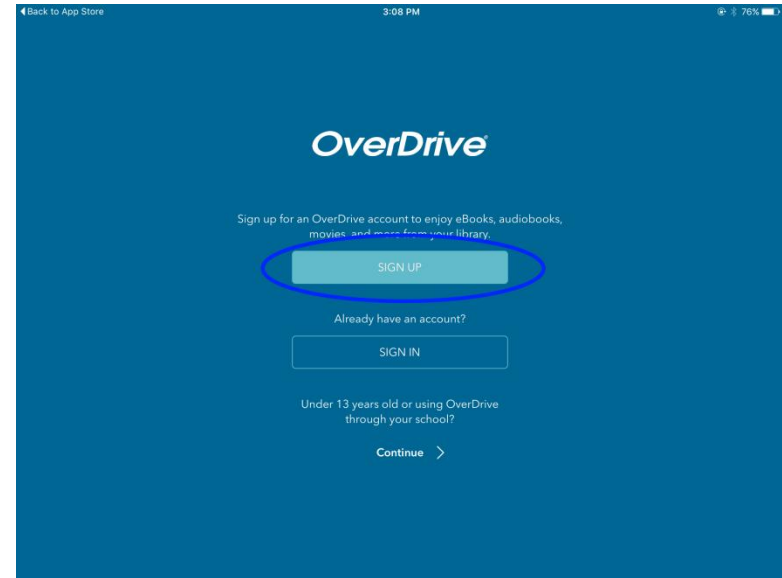 Back to App Store 3:08 PM 76%
OverDrive
Sign up for an OverDrive account to enjoy eBooks, audiobooks,
movies, and more from your library.
SIGN UP
Already have an account?
SIGN IN
Under 13 years old or using OverDrive
through your school?
Continue